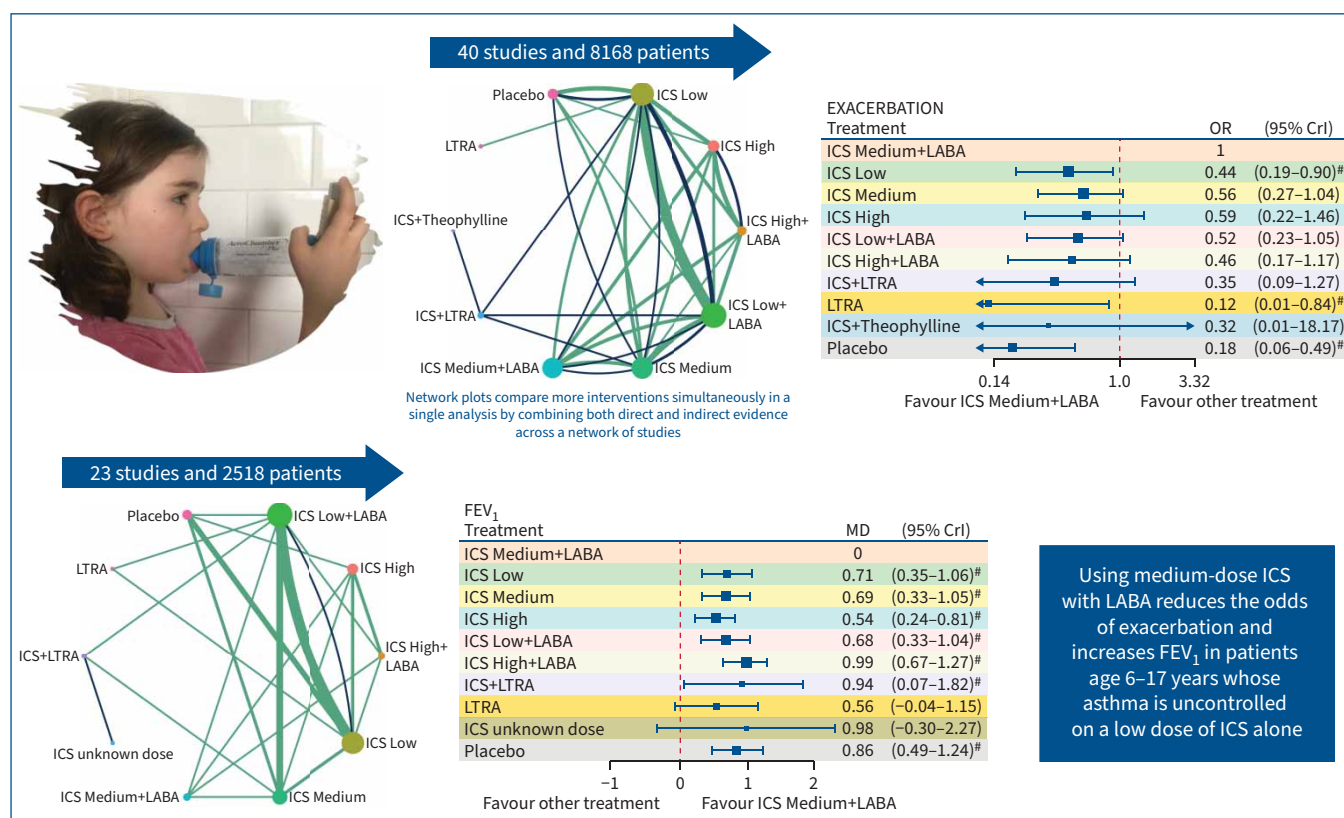 40 studies and 8168 patients
Placebo
ICS Low
LTRA
ICS High
ICS+Theophylline
ICS High+
LABA
ICS+LTRA
ICS Low+
LABA
ICS Medium+LABA
ICS Medium
Network plots compare more interventions simultaneously in a
single analysis by combining both direct and indirect evidence
across a network of studies
EXACERBATION
Treatment OR (95% CrI)
ICS Medium+LABA 1
ICS Low 0.44 (0.19–0.90)#
ICS Medium 0.56 (0.27–1.04)
ICS High 0.59 (0.22–1.46)
ICS Low+LABA 0.52 (0.23–1.05)
ICS High+LABA 0.46 (0.17–1.17)
ICS+LTRA 0.35 (0.09–1.27)
LTRA 0.12 (0.01–0.84)#
ICS+Theophylline 0.32 (0.01–18.17)
Placebo 0.18 (0.06–0.49)#
0.14 1.0 3.32
Favour ICS Medium+LABA Favour other treatment
23 studies and 2518 patients
Placebo
ICS Low+LABA
LTRA
ICS High
ICS+LTRA
ICS High+
LABA
ICS unknown dose
ICS Low
ICS Medium+LABA
ICS Medium
FEV1
Treatment MD (95% CrI)
ICS Medium+LABA 0
ICS Low 0.71 (0.35–1.06)#
ICS Medium 0.69 (0.33–1.05)#
ICS High 0.54 (0.24–0.81)#
ICS Low+LABA 0.68 (0.33–1.04)#
ICS High+LABA 0.99 (0.67–1.27)#
ICS+LTRA 0.94 (0.07–1.82)#
LTRA 0.56 (−0.04–1.15)
ICS unknown dose 0.98 (−0.30–2.27)
Placebo 0.86 (0.49–1.24)#
−1 0 1 2
Favour other treatment Favour ICS Medium+LABA
Using medium-dose ICS
with LABA reduces the odds
of exacerbation and
increases FEV1 in patients
age 6–17 years whose
asthma is uncontrolled
on a low dose of ICS alone